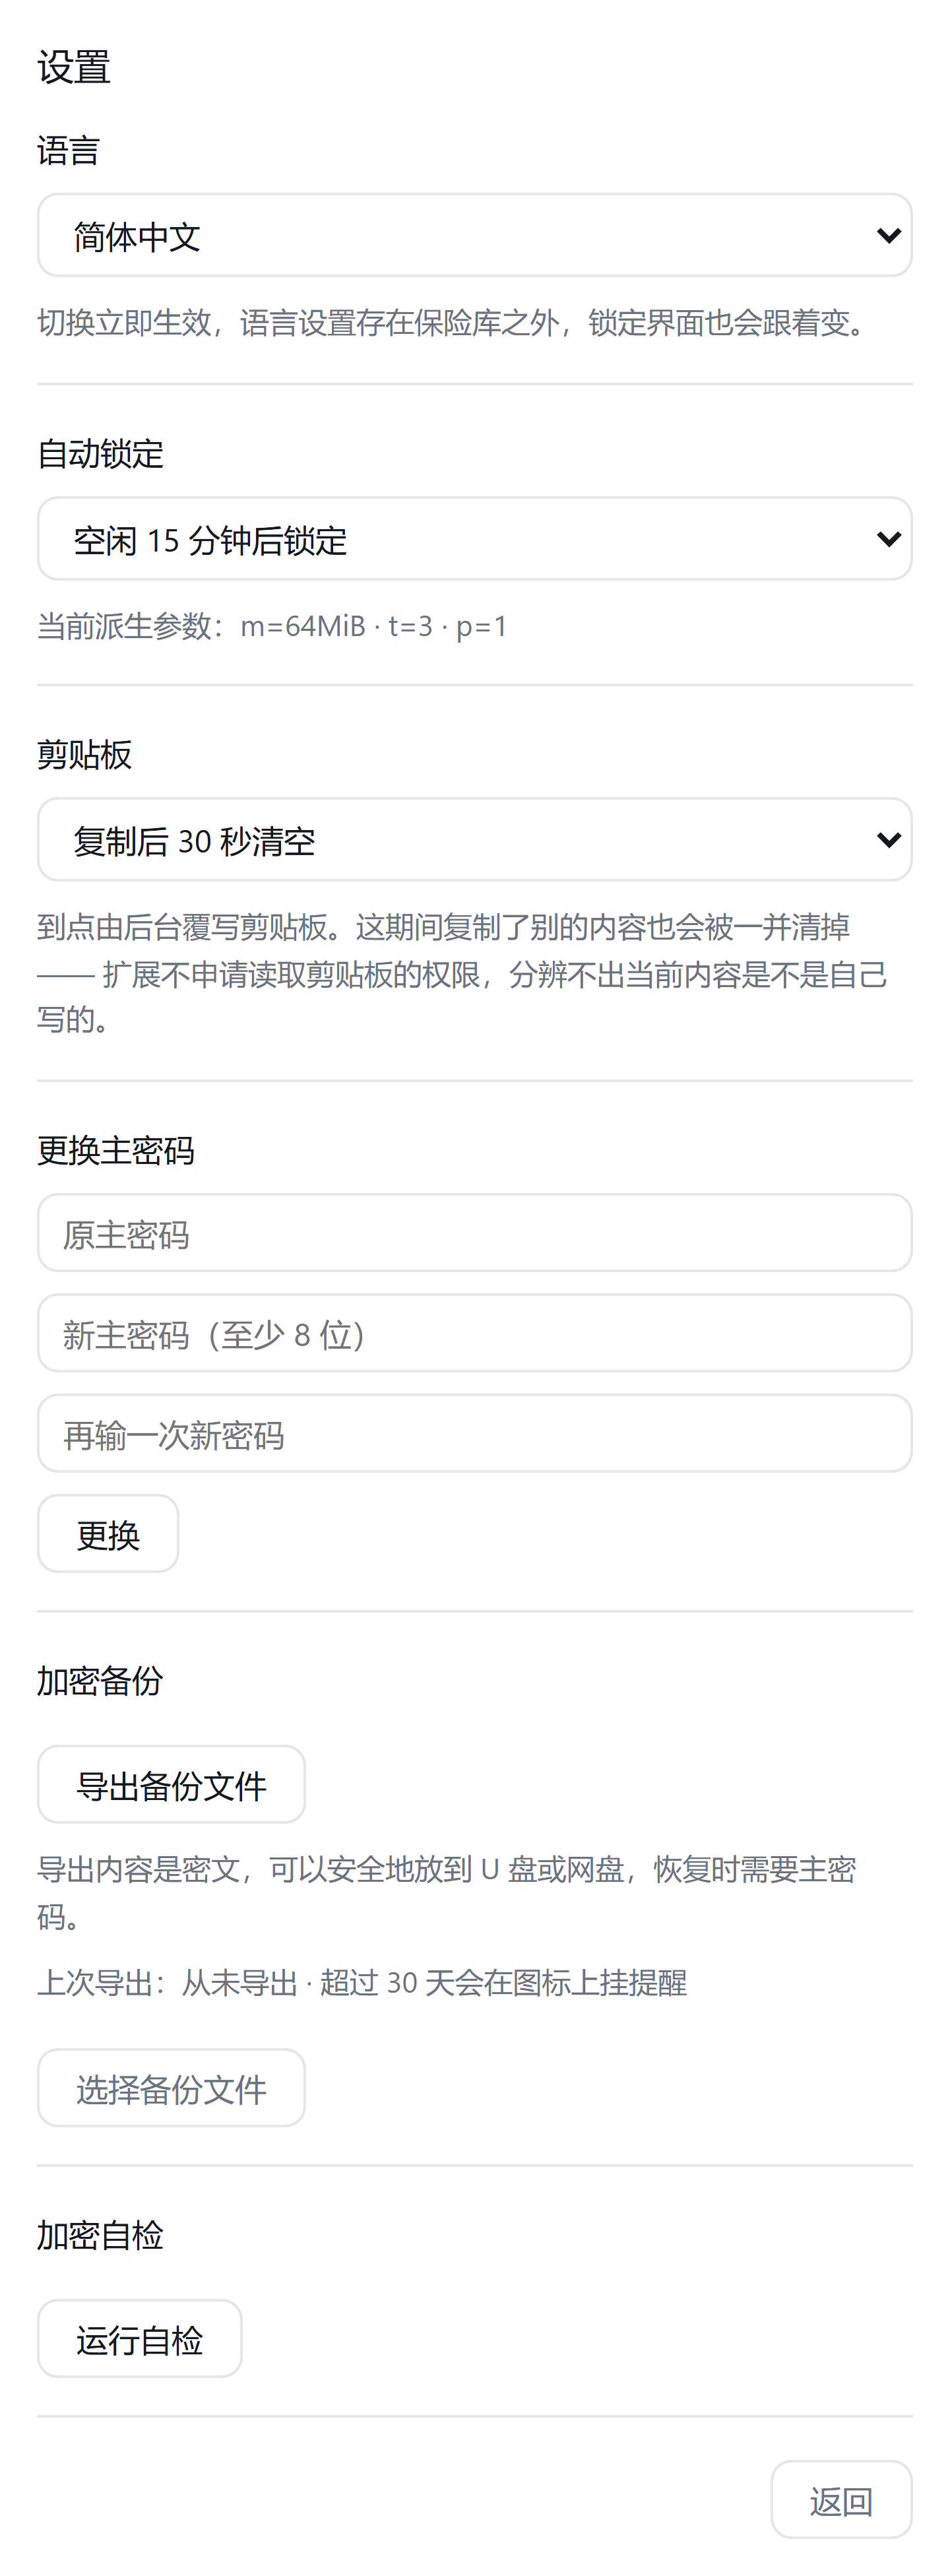 设置
语言
简体中文
切换立即生效，语言设置存在保险库之外，锁定界面也会跟着变。
自动锁定
空闲 15 分钟后锁定
当前派生参数：m=64MiB · t=3 · p=1
剪贴板
复制后 30 秒清空
到点由后台覆写剪贴板。这期间复制了别的内容也会被一并清掉
—— 扩展不申请读取剪贴板的权限，分辨不出当前内容是不是自己
写的。
更换主密码
原主密码
新主密码（至少 8 位）
再输一次新密码
更换
加密备份
导出备份文件
导出内容是密文，可以安全地放到 U 盘或网盘，恢复时需要主密
码。
上次导出：从未导出 · 超过 30 天会在图标上挂提醒
选择备份文件
加密自检
运行自检
返回